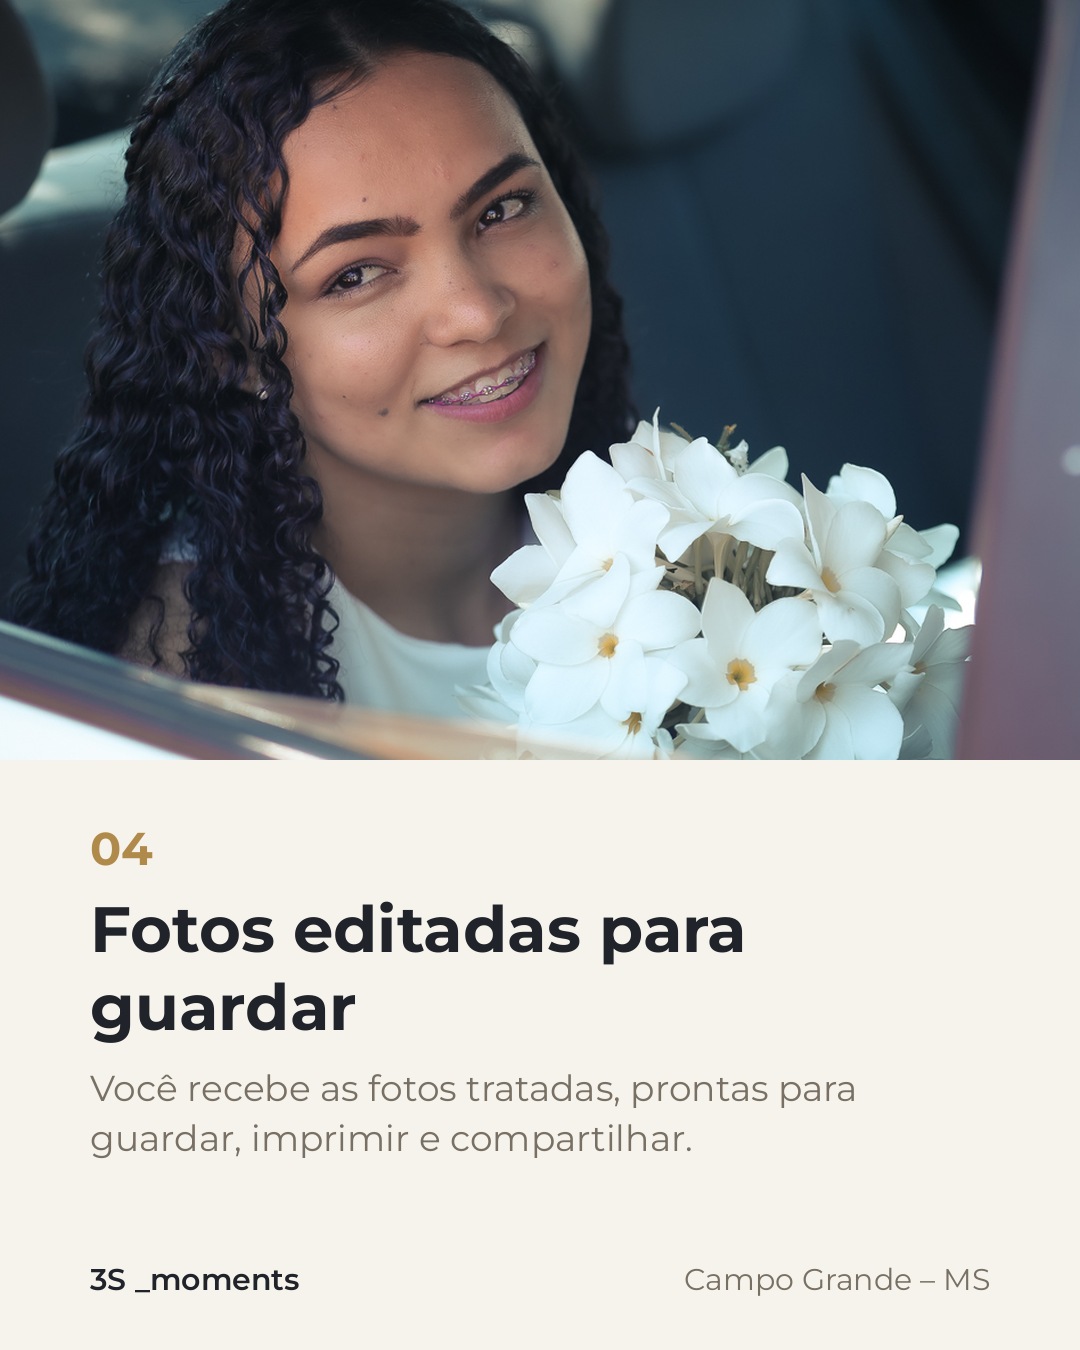 04
Fotos editadas para
guardar
Você recebe as fotos tratadas, prontas para
guardar, imprimir e compartilhar.
3S _moments
Campo Grande – MS